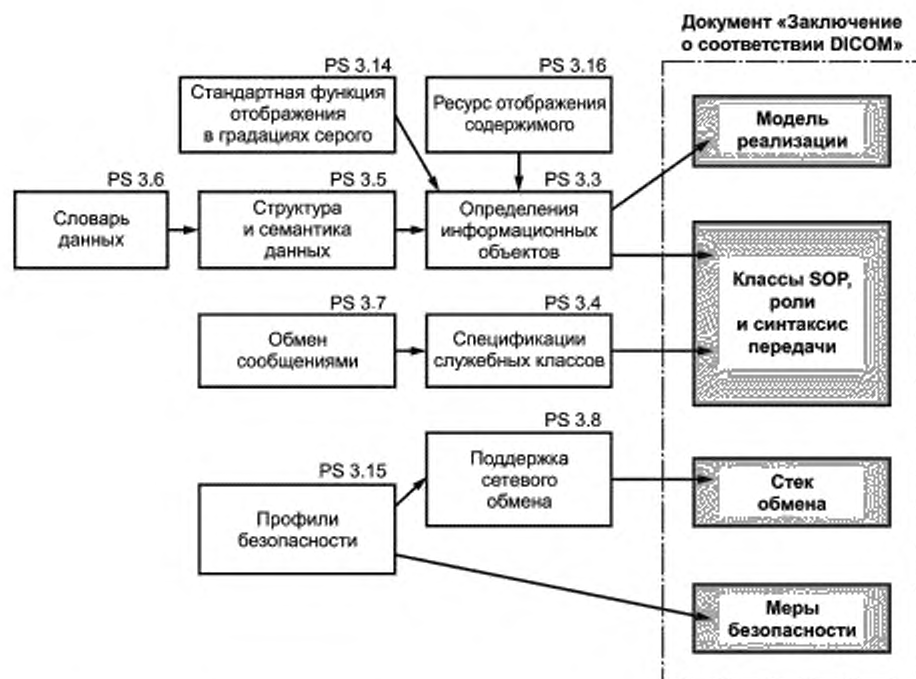 Документ «Заключение
о соответствии DICOM»
PS 3.14
Стандартная функция
отображения
в градациях серого
PS 3.16
Ресурс отображения
содержимого
Модель
реализации
PS 3.6
Словарь
данных
PS 3.5
Структура
и семантика
данных
PS 3.3
Определения
информационных
объектов
Классы SOP,
роли
и синтаксис
передачи
PS 3.7
Обмен
сообщениями
PS 3.4
Спецификации
служебных классов
PS 3.8
Поддержка
сетевого
обмена
Стек
обмена
PS 3.15
Профили
безопасности
Меры
безопасности